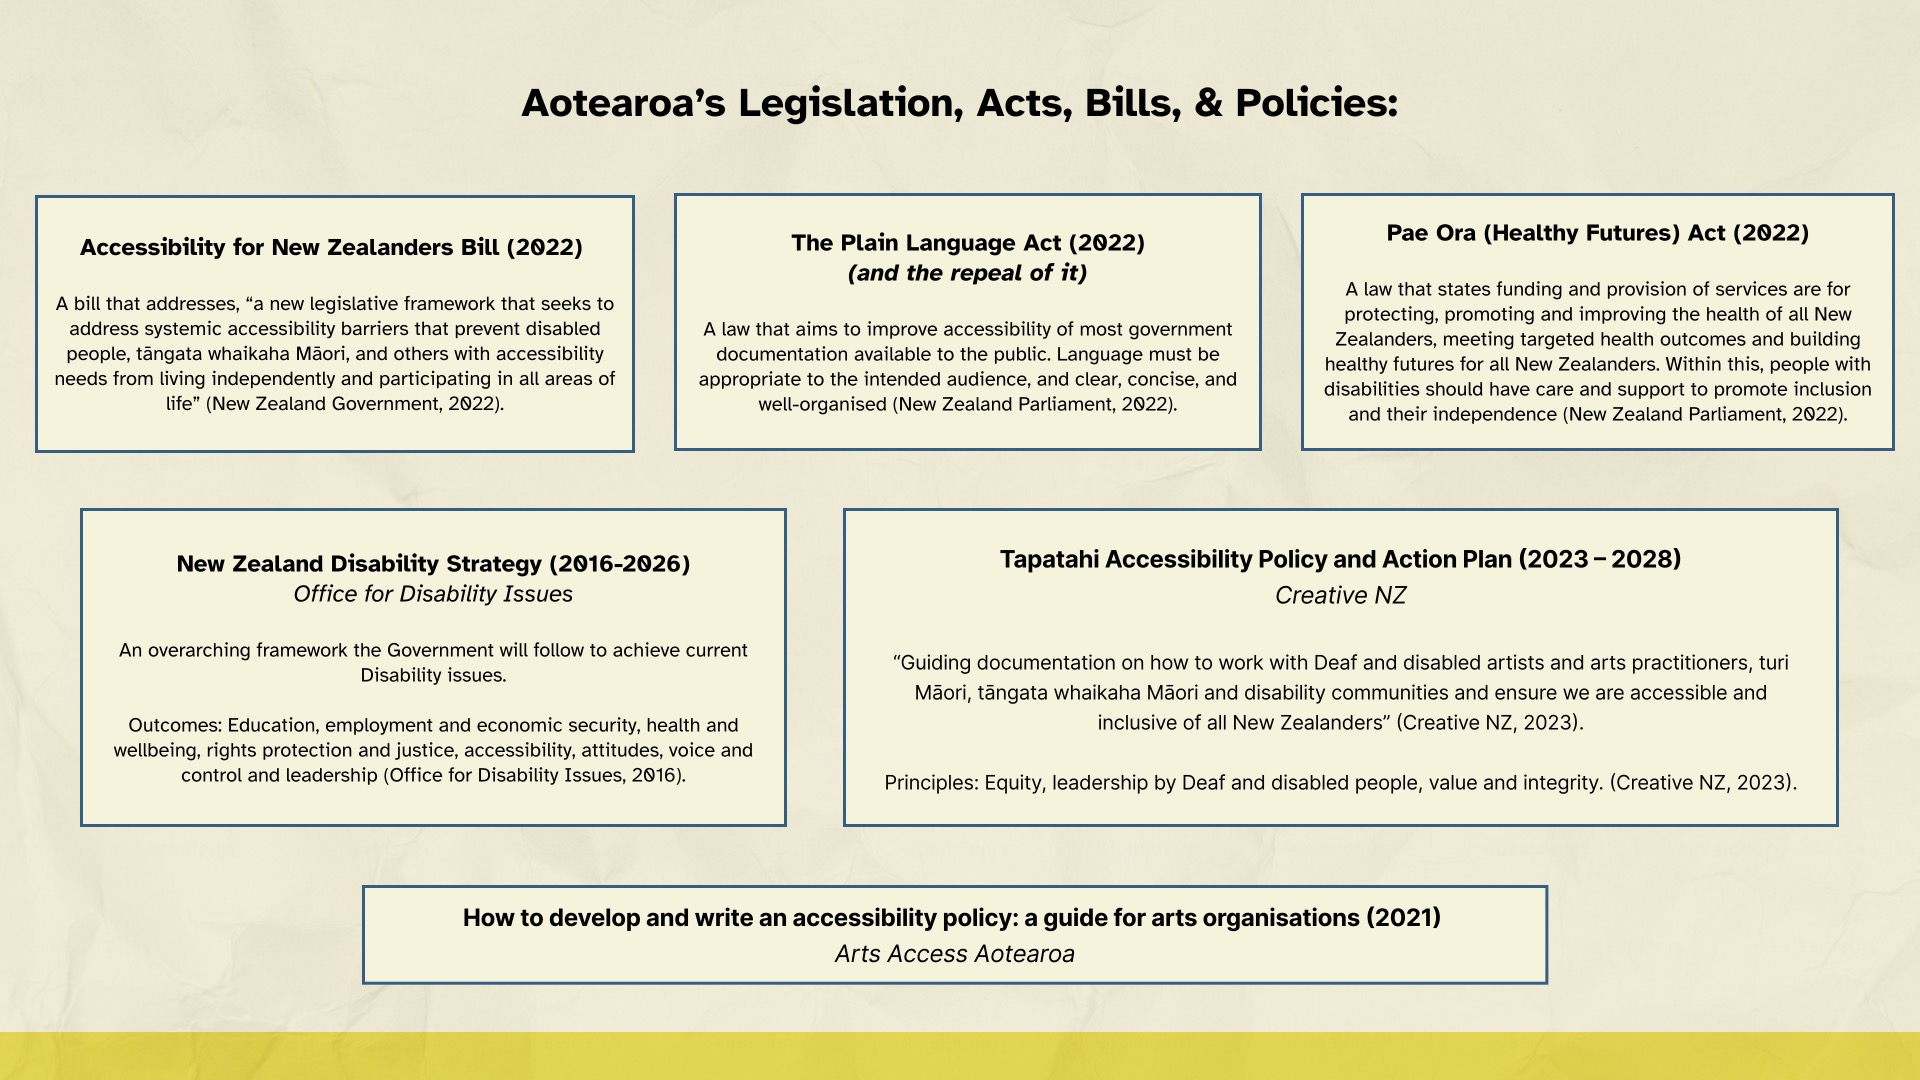 Aotearoa’s Legislation, Acts, Bills, & Policies:
Accessibility for New Zealanders Bill (2022)
A bill that addresses, “a new legislative framework that seeks to
address systemic accessibility barriers that prevent disabled
people, tāngata whaikaha Māori, and others with accessibility
needs from living independently and participating in all areas of
life” (New Zealand Government, 2022).
The Plain Language Act (2022)
(and the repeal of it)
A law that aims to improve accessibility of most government
documentation available to the public. Language must be
appropriate to the intended audience, and clear, concise, and
well-organised (New Zealand Parliament, 2022).
Pae Ora (Healthy Futures) Act (2022)
A law that states funding and provision of services are for
protecting, promoting and improving the health of all New
Zealanders, meeting targeted health outcomes and building
healthy futures for all New Zealanders. Within this, people with
disabilities should have care and support to promote inclusion
and their independence (New Zealand Parliament, 2022).
New Zealand Disability Strategy (2016-2026)
Office for Disability Issues
An overarching framework the Government will follow to achieve current
Disability issues.
Outcomes: Education, employment and economic security, health and
wellbeing, rights protection and justice, accessibility, attitudes, voice and
control and leadership (Office for Disability Issues, 2016).
Tapatahi Accessibility Policy and Action Plan (2023 – 2028)
Creative NZ
“Guiding documentation on how to work with Deaf and disabled artists and arts practitioners, turi
Māori, tāngata whaikaha Māori and disability communities and ensure we are accessible and
inclusive of all New Zealanders” (Creative NZ, 2023).
Principles: Equity, leadership by Deaf and disabled people, value and integrity. (Creative NZ, 2023).
How to develop and write an accessibility policy: a guide for arts organisations (2021)
Arts Access Aotearoa